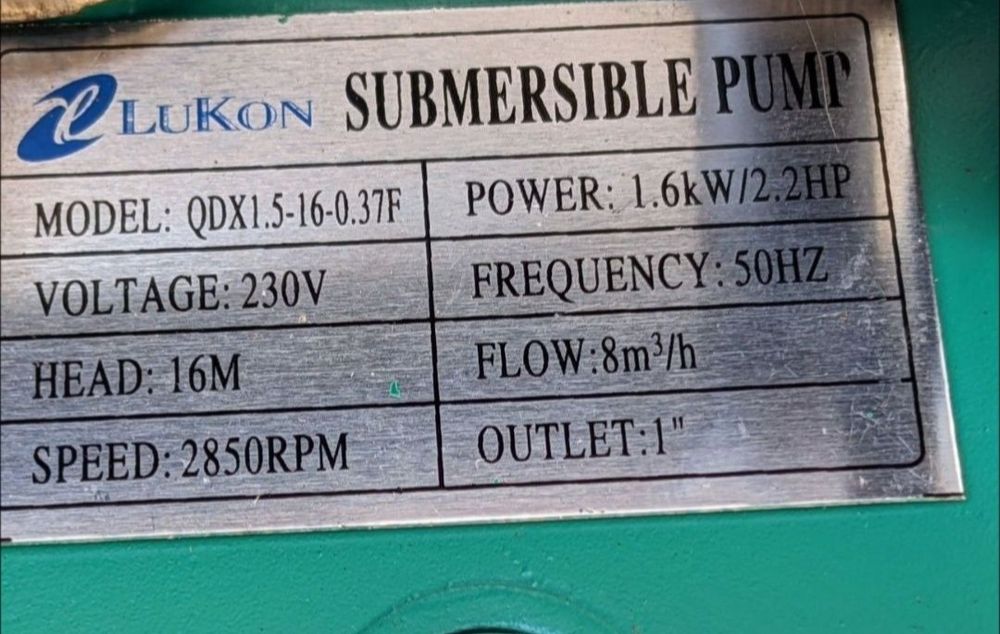 LUKON SUBMERSIBLE PUMP
MODEL: QDX1.5-16-0.37F
POWER: 1.6kW/2.2HP
VOLTAGE: 230V
FREQUENCY: 50HZ
HEAD: 16M
FLOW:8m³/h
SPEED: 2850RPM
OUTLET:1"